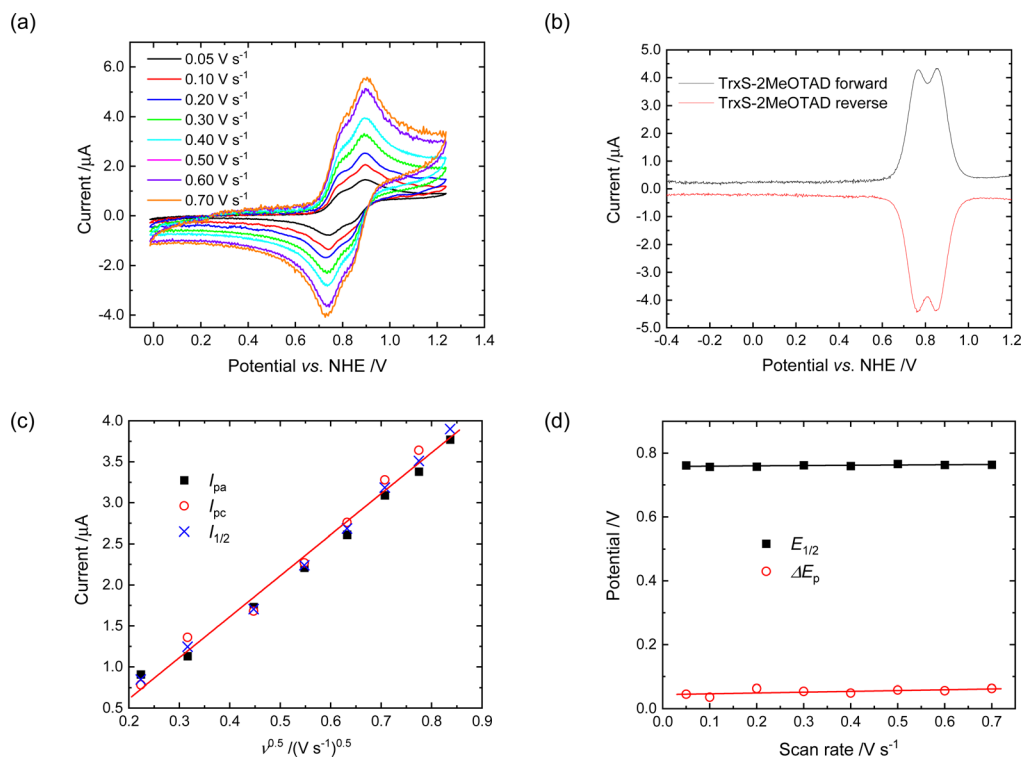 (a)
0.05 V s⁻¹
0.10 V s⁻¹
0.20 V s⁻¹
0.30 V s⁻¹
0.40 V s⁻¹
0.50 V s⁻¹
0.60 V s⁻¹
0.70 V s⁻¹
6.0
4.0
2.0
0.0
-2.0
-4.0
Current /µA
0.0 0.2 0.4 0.6 0.8 1.0 1.2 1.4
Potential vs. NHE /V
(b)
TrxS-2MeOTAD forward
TrxS-2MeOTAD reverse
5.0
4.0
3.0
2.0
1.0
0.0
-1.0
-2.0
-3.0
-4.0
-5.0
Current /µA
-0.4 -0.2 0.0 0.2 0.4 0.6 0.8 1.0 1.2
Potential vs. NHE /V
(c)
Ipa
Ipc
I1/2
4.0
3.5
3.0
2.5
2.0
1.5
1.0
0.5
Current /µA
0.2 0.3 0.4 0.5 0.6 0.7 0.8 0.9
ν⁰·⁵ /(V s⁻¹)⁰·⁵
(d)
E1/2
ΔEp
0.8
0.6
0.4
0.2
0.0
Potential /V
0.0 0.1 0.2 0.3 0.4 0.5 0.6 0.7
Scan rate /V s⁻¹